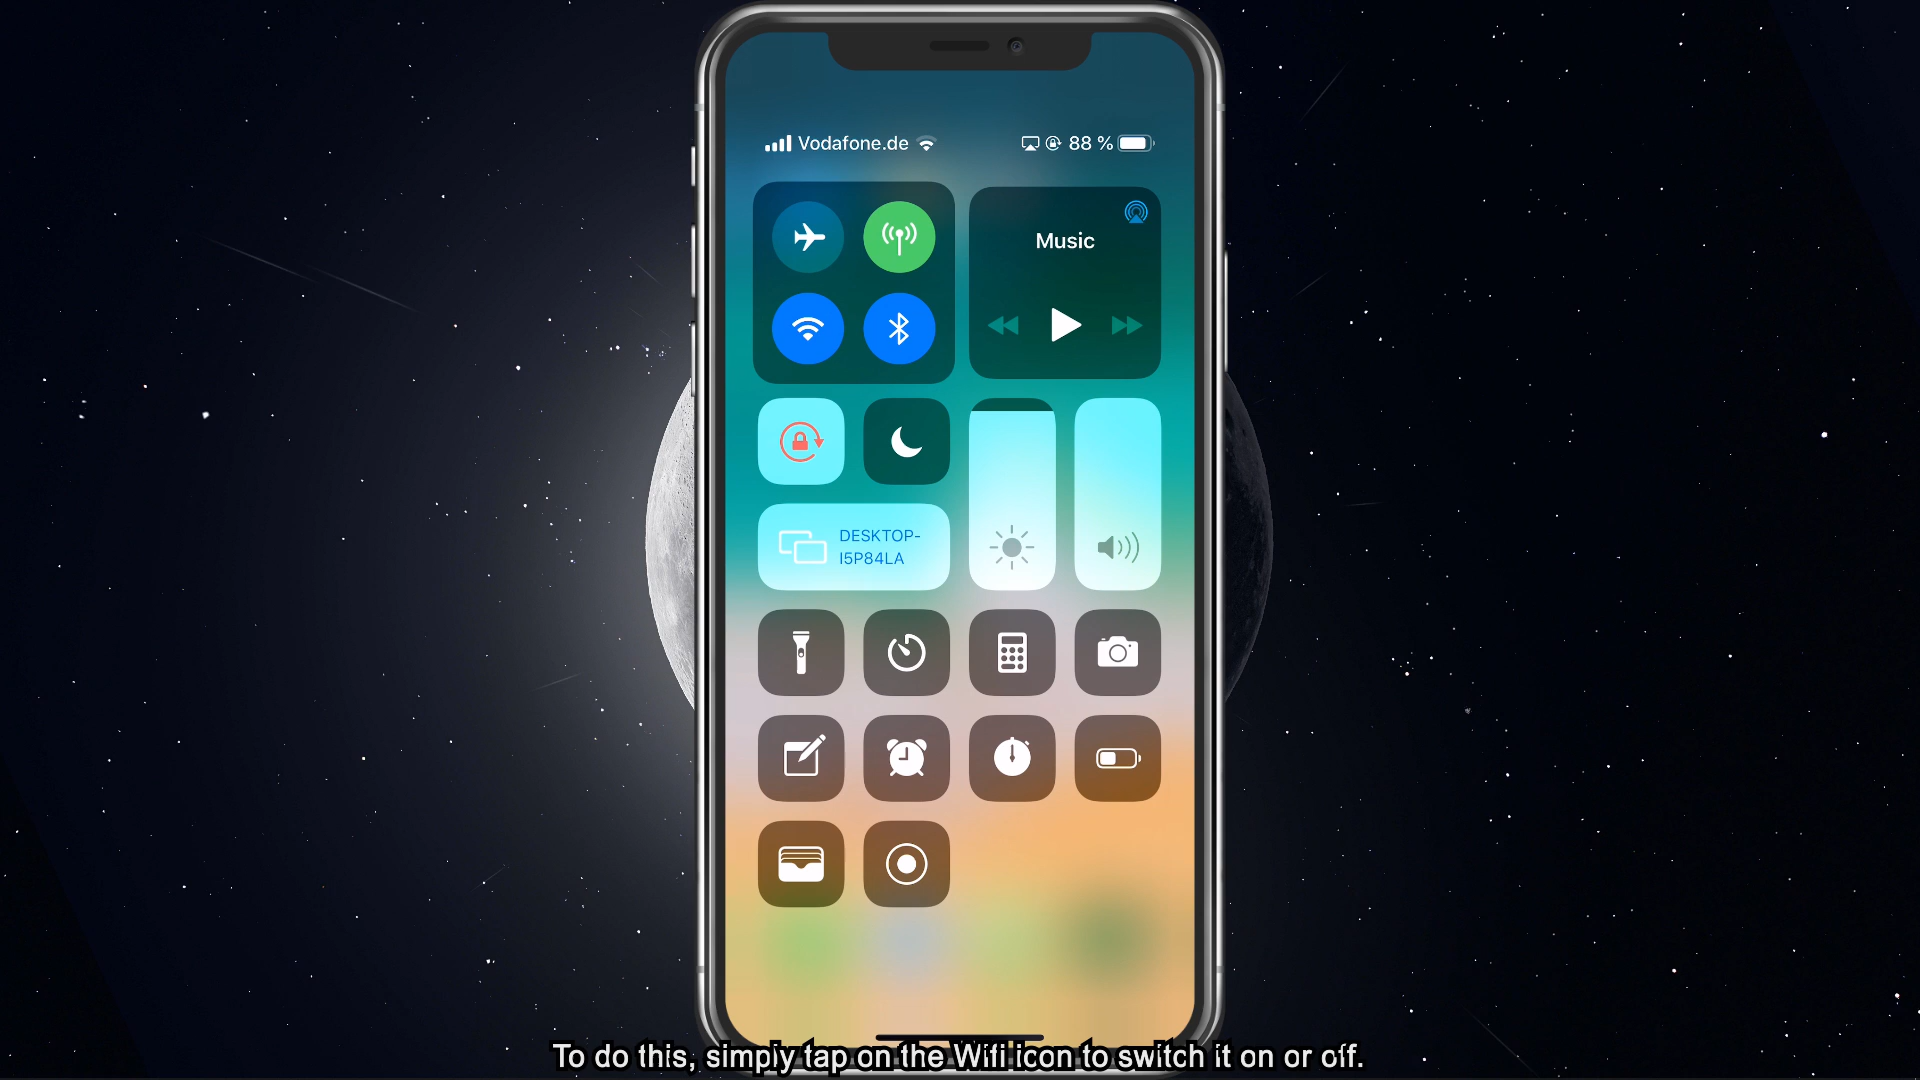 Vodafone.de 88 %
Music
DESKTOP-
I5P84LA
To do this, simply tap on the Wifi icon to switch it on or off.